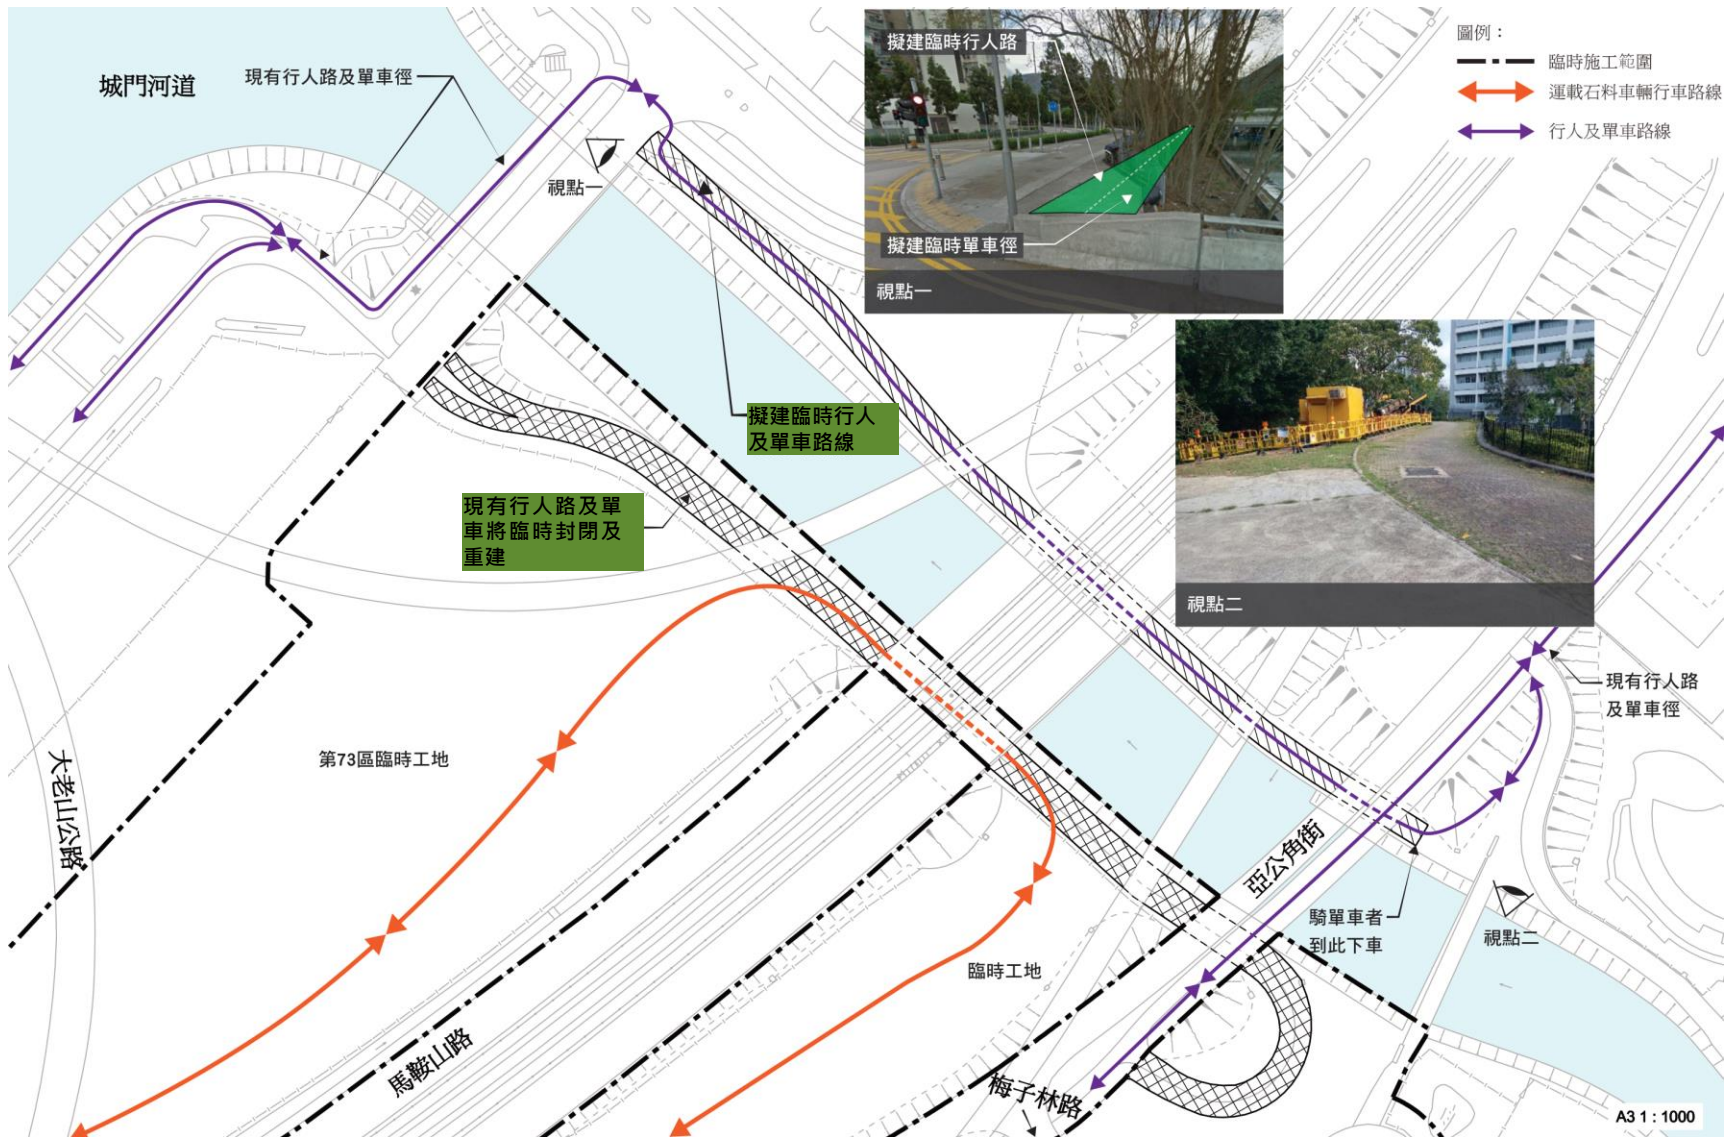 城門河道
現有行人路及單車徑
視點一
擬建臨時行人路
擬建臨時單車徑
視點一
圖例：
臨時施工範圍
運載石料車輛行車路線
行人及單車路線
視點二
擬建臨時行人
及單車路線
現有行人路及單
車將臨時封閉及
重建
現有行人路
及單車徑
第73區臨時工地
大老山公路
馬鞍山路
臨時工地
亞公角街
騎單車者
到此下車
視點二
梅子林路
A3 1 : 1000